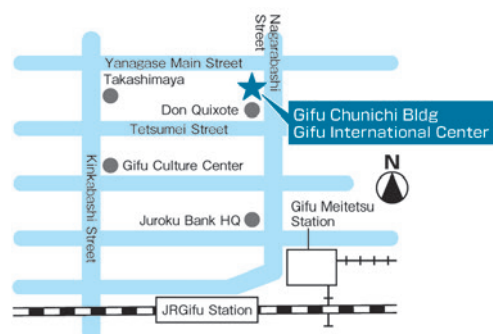 Nagarabashi
Street
Yanagase Main Street
Takashimaya
Don Quixote
Gifu Chunichi Bldg
Gifu International Center
Tetsumei Street
Kinkabashi Street
Gifu Culture Center
N
Gifu Meitetsu
Station
Juroku Bank HQ
JRGifu Station